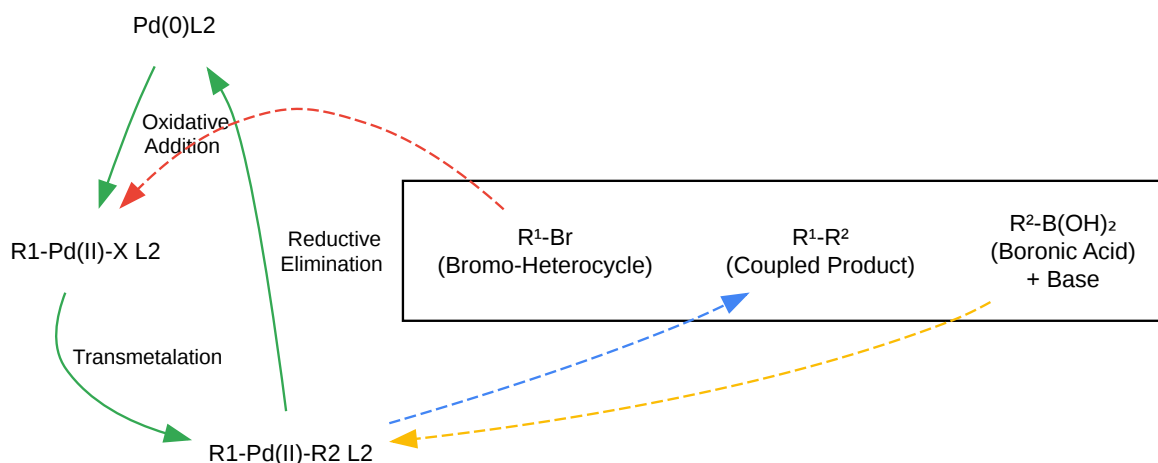 Pd(0)L2
Oxidative
Addition
R1-Pd(II)-X L2
Reductive
Elimination
R¹-Br
(Bromo-Heterocycle)
R¹-R²
(Coupled Product)
R²-B(OH)₂
(Boronic Acid)
+ Base
Transmetalation
R1-Pd(II)-R2 L2